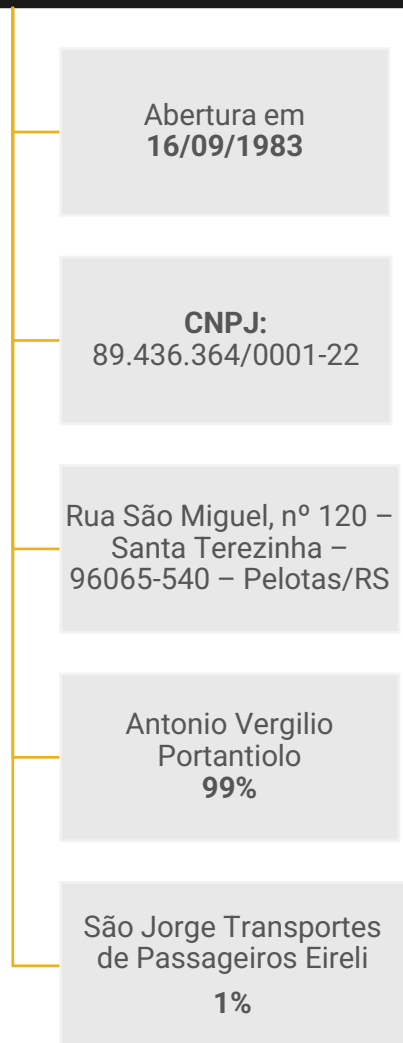 Abertura em
16/09/1983
CNPJ:
89.436.364/0001-22
Rua São Miguel, nº 120 –
Santa Terezinha –
96065-540 – Pelotas/RS
Antonio Vergilio
Portantiolo
99%
São Jorge Transportes
de Passageiros Eireli
1%